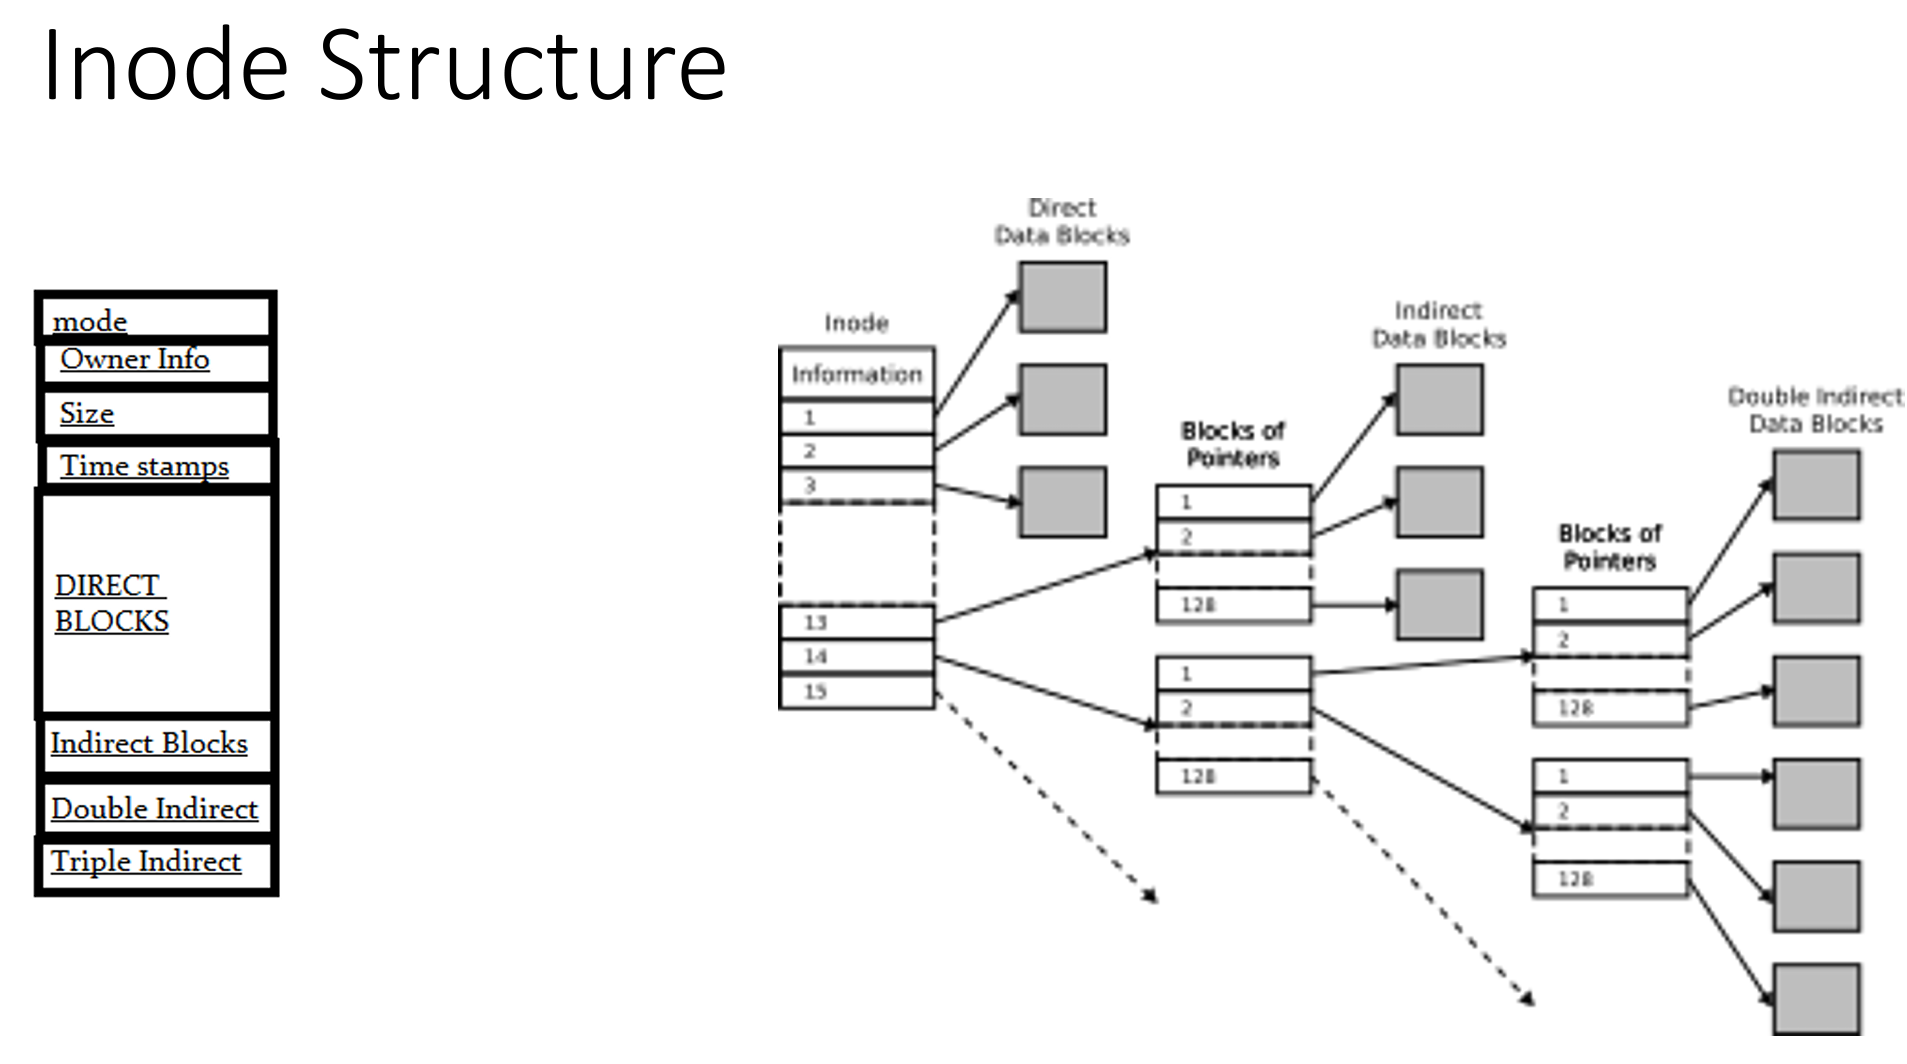 Inode Structure
mode
Owner Info
Size
Time stamps
DIRECT
BLOCKS
Indirect Blocks
Double Indirect
Triple Indirect
Inode
Information
1
2
3
13
14
15
Direct
Data Blocks
Blocks of
Pointers
1
2
128
1
2
128
Indirect
Data Blocks
Blocks of
Pointers
1
2
128
1
2
128
Double Indirect
Data Blocks